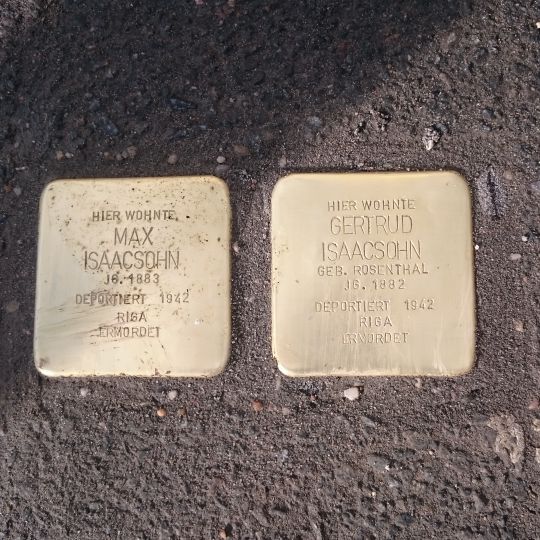 HIER WOHNTE
MAX
ISAACSOHN
JG. 1883
DEPORTIERT 1942
RIGA
ERMORDET
HIER WOHNTE
GERTRUD
ISAACSOHN
GEB. ROSENTHAL
JG. 1882
DEPORTIERT 1942
RIGA
ERMORDET